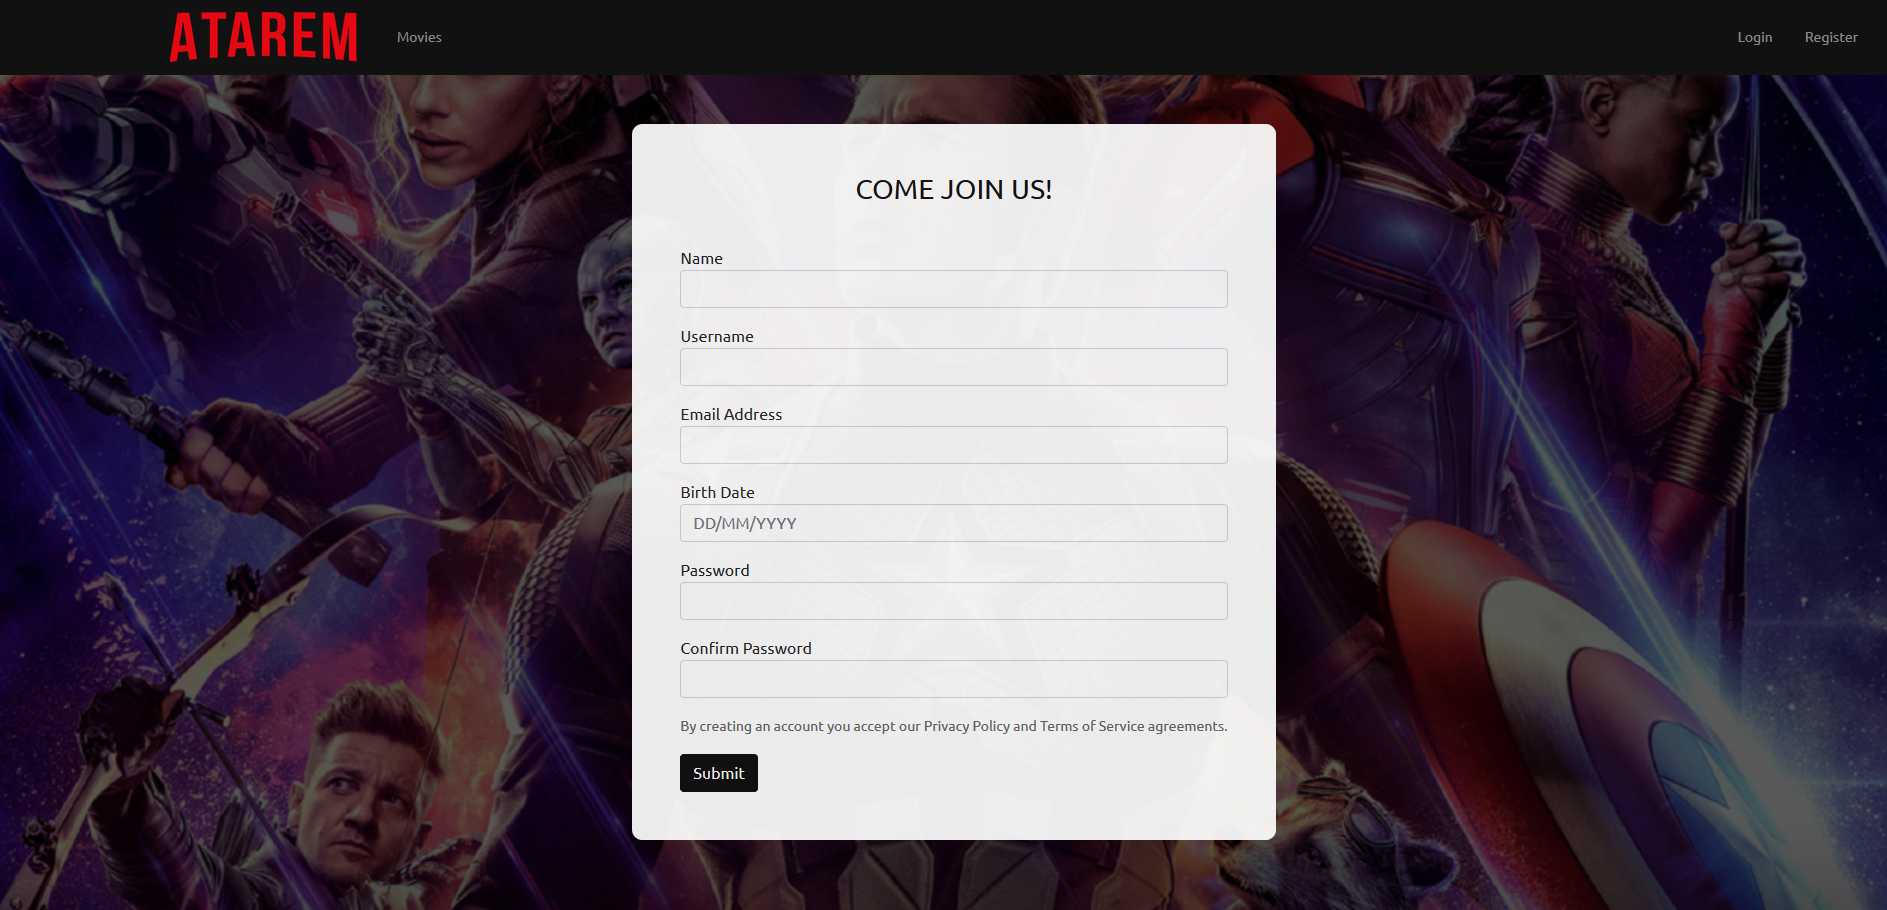 ATAREM
Movies
Login
Register
COME JOIN US!
Name
Username
Email Address
Birth Date
DD/MM/YYYY
Password
Confirm Password
By creating an account you accept our Privacy Policy and Terms of Service agreements.
Submit